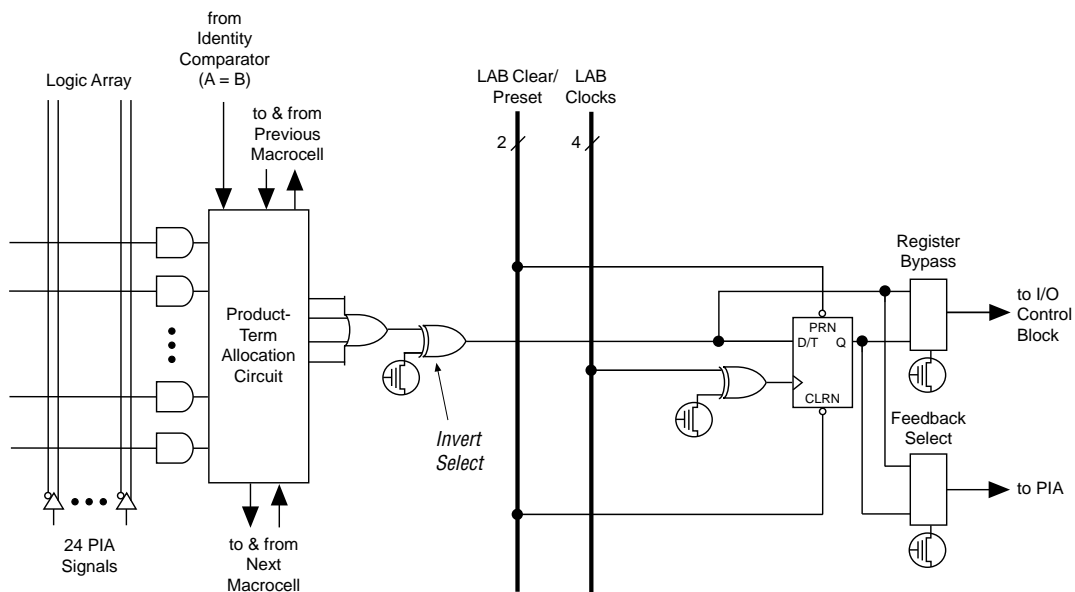 from
Identity
Comparator
(A = B)
Logic Array
to & from
Previous
Macrocell
LAB Clear/
Preset
LAB
Clocks
2
4
Product-
Term
Allocation
Circuit
Invert
Select
PRN
D/T Q
CLRN
Register
Bypass
to I/O
Control
Block
Feedback
Select
to PIA
24 PIA
Signals
to & from
Next
Macrocell